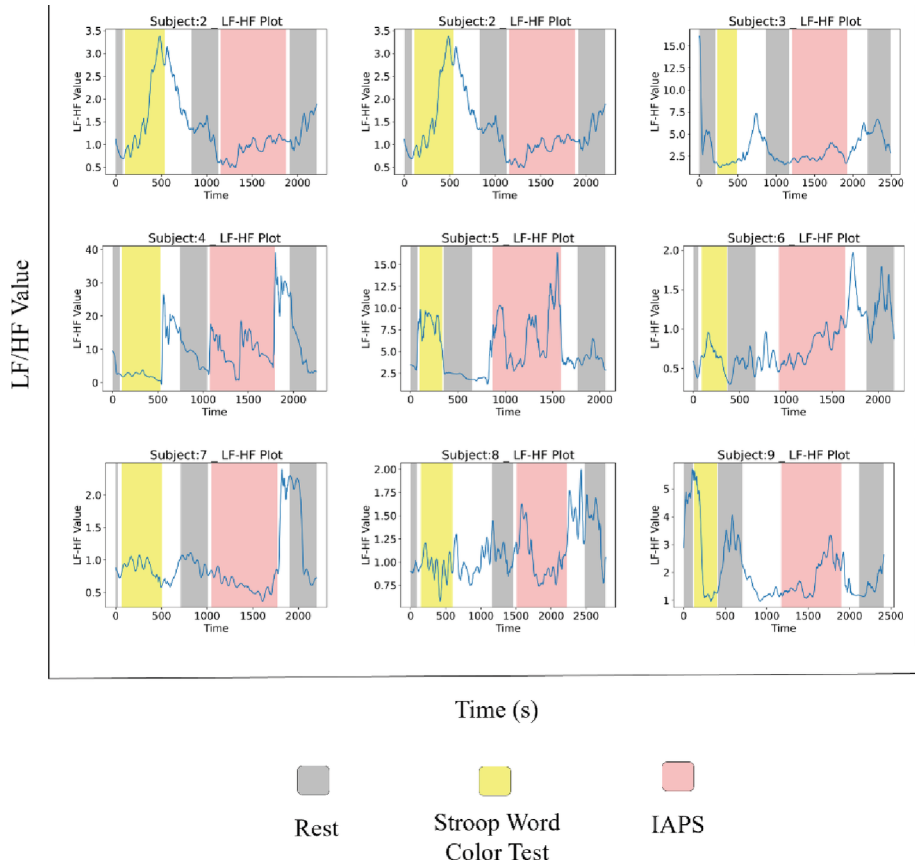 Subject:2 _ LF-HF Plot
Subject:2 _ LF-HF Plot
Subject:3 _ LF-HF Plot
LF-HF Value
3.5
3.0
2.5
2.0
1.5
1.0
0.5
0 500 1000 1500 2000
Time
LF-HF Value
3.5
3.0
2.5
2.0
1.5
1.0
0.5
0 500 1000 1500 2000
Time
LF-HF Value
15.0
12.5
10.0
7.5
5.0
2.5
0 500 1000 1500 2000 2500
Time
Subject:4 _ LF-HF Plot
Subject:5 _ LF-HF Plot
Subject:6 _ LF-HF Plot
LF-HF Value
40
30
20
10
0
0 500 1000 1500 2000
Time
LF-HF Value
15.0
12.5
10.0
7.5
5.0
2.5
0 500 1000 1500 2000
Time
LF-HF Value
2.0
1.5
1.0
0.5
0 500 1000 1500 2000
Time
Subject:7 _ LF-HF Plot
Subject:8 _ LF-HF Plot
Subject:9 _ LF-HF Plot
LF-HF Value
2.0
1.5
1.0
0.5
0 500 1000 1500 2000
Time
LF-HF Value
2.00
1.75
1.50
1.25
1.00
0.75
0 500 1000 1500 2000 2500
Time
LF-HF Value
5
4
3
2
1
0 500 1000 1500 2000 2500
Time
LF/HF Value
Time (s)
Rest
Stroop Word
Color Test
IAPS